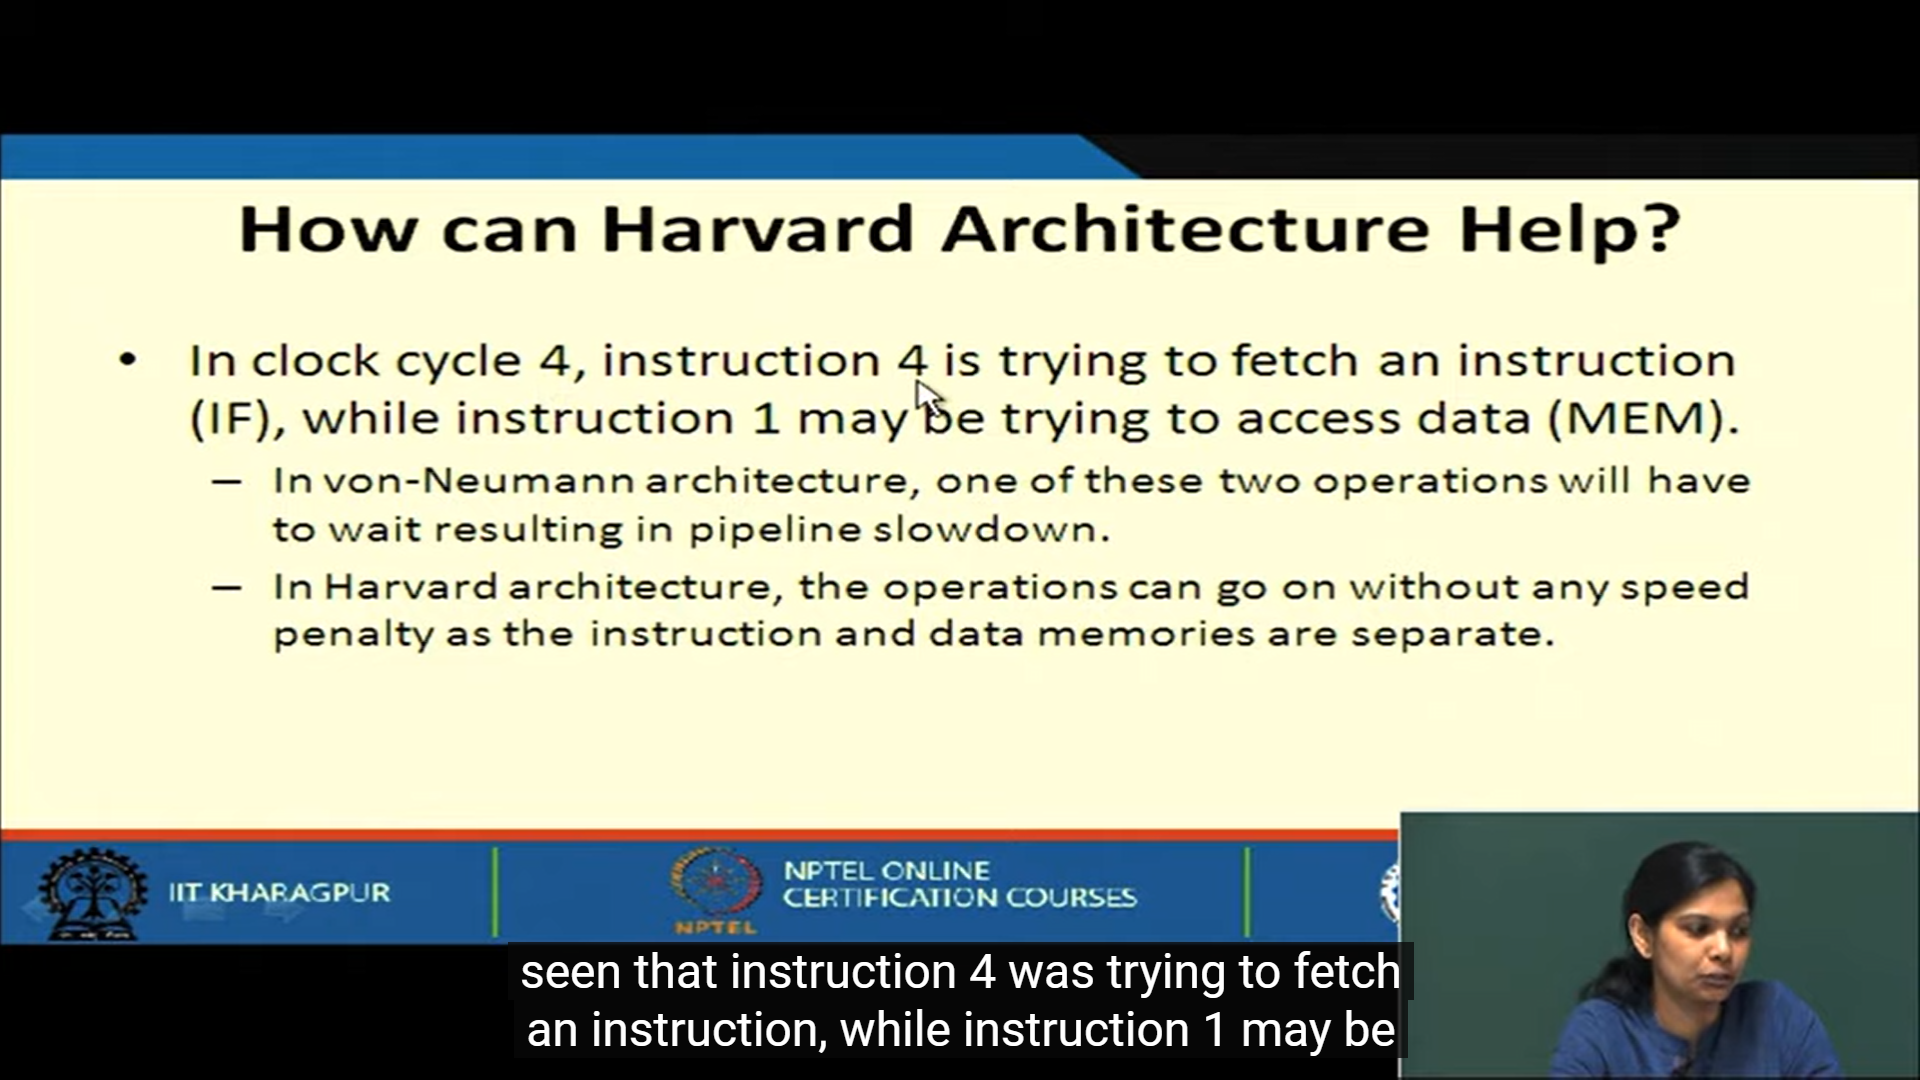 How can Harvard Architecture Help?
• In clock cycle 4, instruction 4 is trying to fetch an instruction
(IF), while instruction 1 may be trying to access data (MEM).
– In von-Neumann architecture, one of these two operations will have
to wait resulting in pipeline slowdown.
– In Harvard architecture, the operations can go on without any speed
penalty as the instruction and data memories are separate.
IIT KHARAGPUR
NPTEL
NPTEL ONLINE
CERTIFICATION COURSES
seen that instruction 4 was trying to fetch
an instruction, while instruction 1 may be